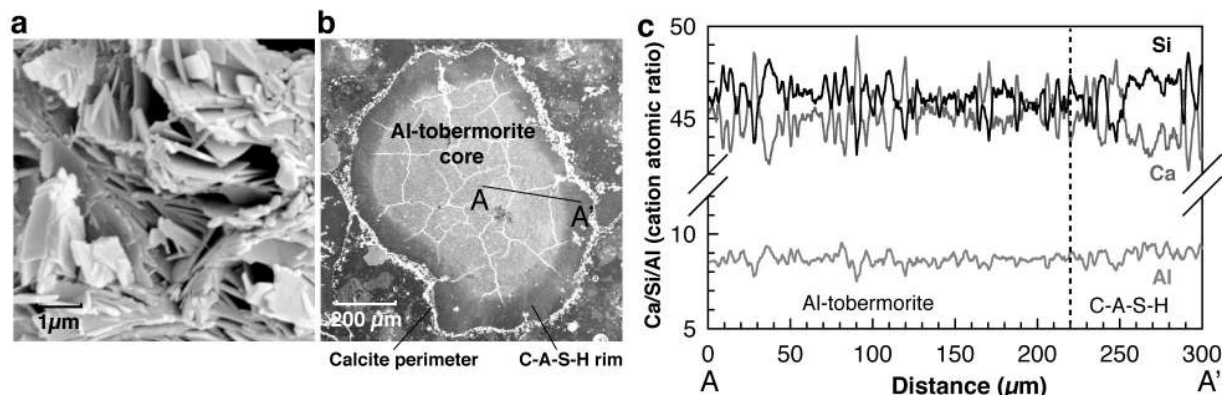 a
1µm
b
Al-tobermorite
core
A
A'
200 µm
Calcite perimeter
C-A-S-H rim
c
Ca/Si/Al (cation atomic ratio)
50
45
10
5
Si
Ca
Al
Al-tobermorite
C-A-S-H
0
50
100
150
200
250
300
A
Distance (µm)
A'